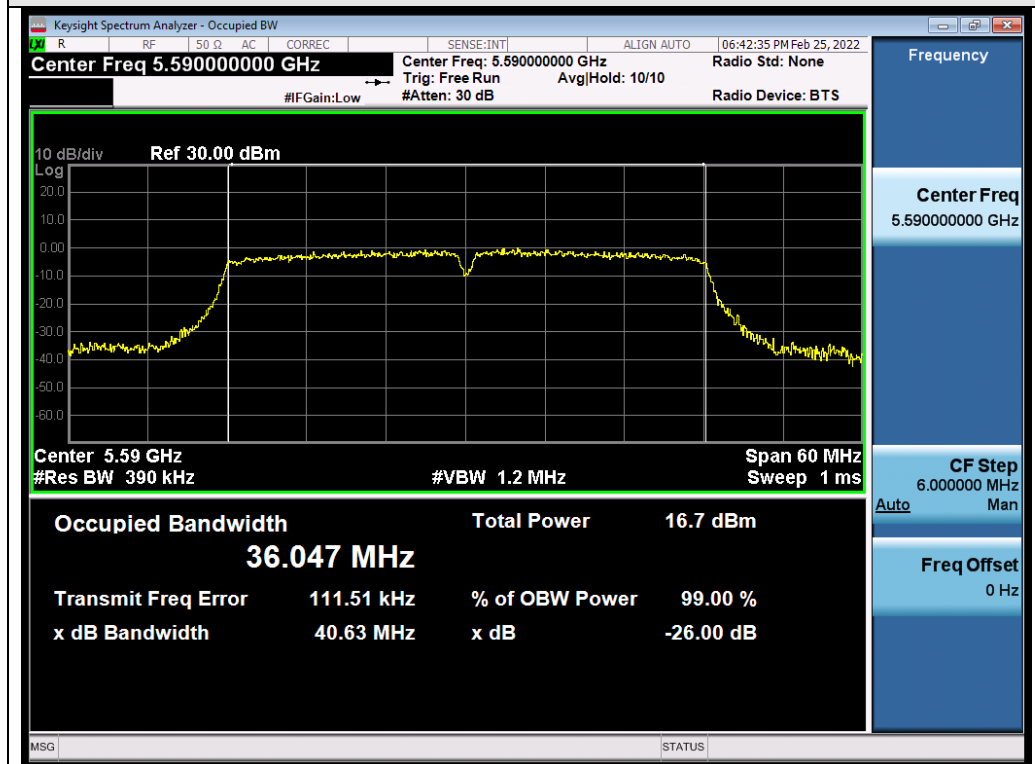 Keysight Spectrum Analyzer - Occupied BW
LXI R RF 50 Ω AC CORREC SENSE:INT ALIGN AUTO 06:42:35 PM Feb 25, 2022
Center Freq 5.590000000 GHz
Center Freq: 5.590000000 GHz Radio Std: None
Trig: Free Run Avg|Hold: 10/10
#IFGain:Low #Atten: 30 dB Radio Device: BTS
10 dB/div Ref 30.00 dBm
Log
20.0
10.0
0.00
-10.0
-20.0
-30.0
-40.0
-50.0
-60.0
Center 5.59 GHz Span 60 MHz
#Res BW 390 kHz #VBW 1.2 MHz Sweep 1 ms
Occupied Bandwidth Total Power 16.7 dBm
36.047 MHz
Transmit Freq Error 111.51 kHz % of OBW Power 99.00 %
x dB Bandwidth 40.63 MHz x dB -26.00 dB
MSG STATUS
Frequency
Center Freq
5.590000000 GHz
CF Step
6.000000 MHz
Auto Man
Freq Offset
0 Hz